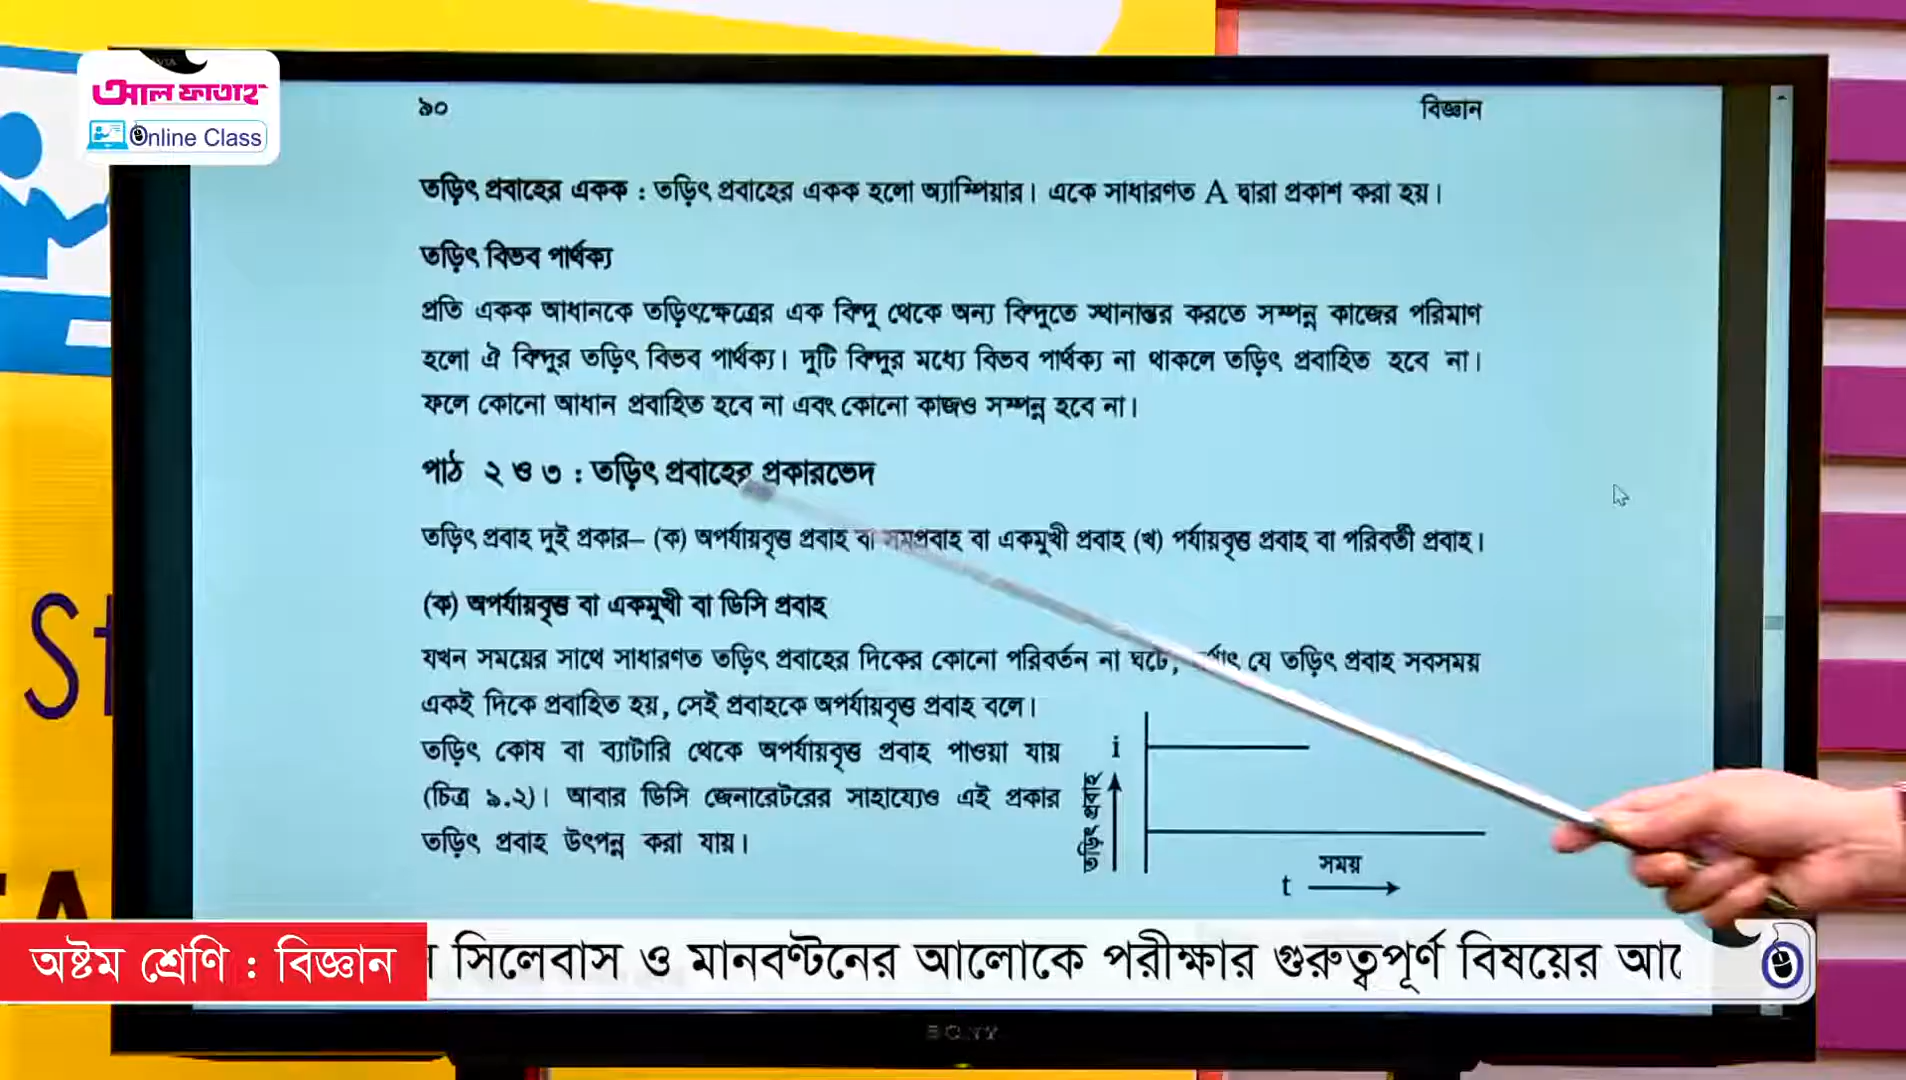 আল ফাতাহ
Online Class
৯০
বিজ্ঞান
তড়িৎ প্রবাহের একক : তড়িৎ প্রবাহের একক হলো অ্যাম্পিয়ার। একে সাধারণত A দ্বারা প্রকাশ করা হয়।
তড়িৎ বিভব পার্থক্য
প্রতি একক আধানকে তড়িৎক্ষেত্রের এক বিন্দু থেকে অন্য বিন্দুতে স্থানান্তর করতে সম্পন্ন কাজের পরিমাণ
হলো ঐ বিন্দুর তড়িৎ বিভব পার্থক্য। দুটি বিন্দুর মধ্যে বিভব পার্থক্য না থাকলে তড়িৎ প্রবাহিত হবে না।
ফলে কোনো আধান প্রবাহিত হবে না এবং কোনো কাজও সম্পন্ন হবে না।
পাঠ ২ ও ৩ : তড়িৎ প্রবাহের প্রকারভেদ
তড়িৎ প্রবাহ দুই প্রকার– (ক) অপর্যায়বৃত্ত প্রবাহ বা সমপ্রবাহ বা একমুখী প্রবাহ (খ) পর্যায়বৃত্ত প্রবাহ বা পরিবর্তী প্রবাহ।
(ক) অপর্যায়বৃত্ত বা একমুখী বা ডিসি প্রবাহ
যখন সময়ের সাথে সাধারণত তড়িৎ প্রবাহের দিকের কোনো পরিবর্তন না ঘটে, যে তড়িৎ প্রবাহ সবসময়
একই দিকে প্রবাহিত হয়, সেই প্রবাহকে অপর্যায়বৃত্ত প্রবাহ বলে।
তড়িৎ কোষ বা ব্যাটারি থেকে অপর্যায়বৃত্ত প্রবাহ পাওয়া যায়
(চিত্র ৯.২)। আবার ডিসি জেনারেটরের সাহায্যেও এই প্রকার
তড়িৎ প্রবাহ উৎপন্ন করা যায়।
i
তড়িৎ প্রবাহ
সময়
t
অষ্টম শ্রেণি : বিজ্ঞান
সিলেবাস ও মানবণ্টনের আলোকে পরীক্ষার গুরুত্বপূর্ণ বিষয়ের
SONY